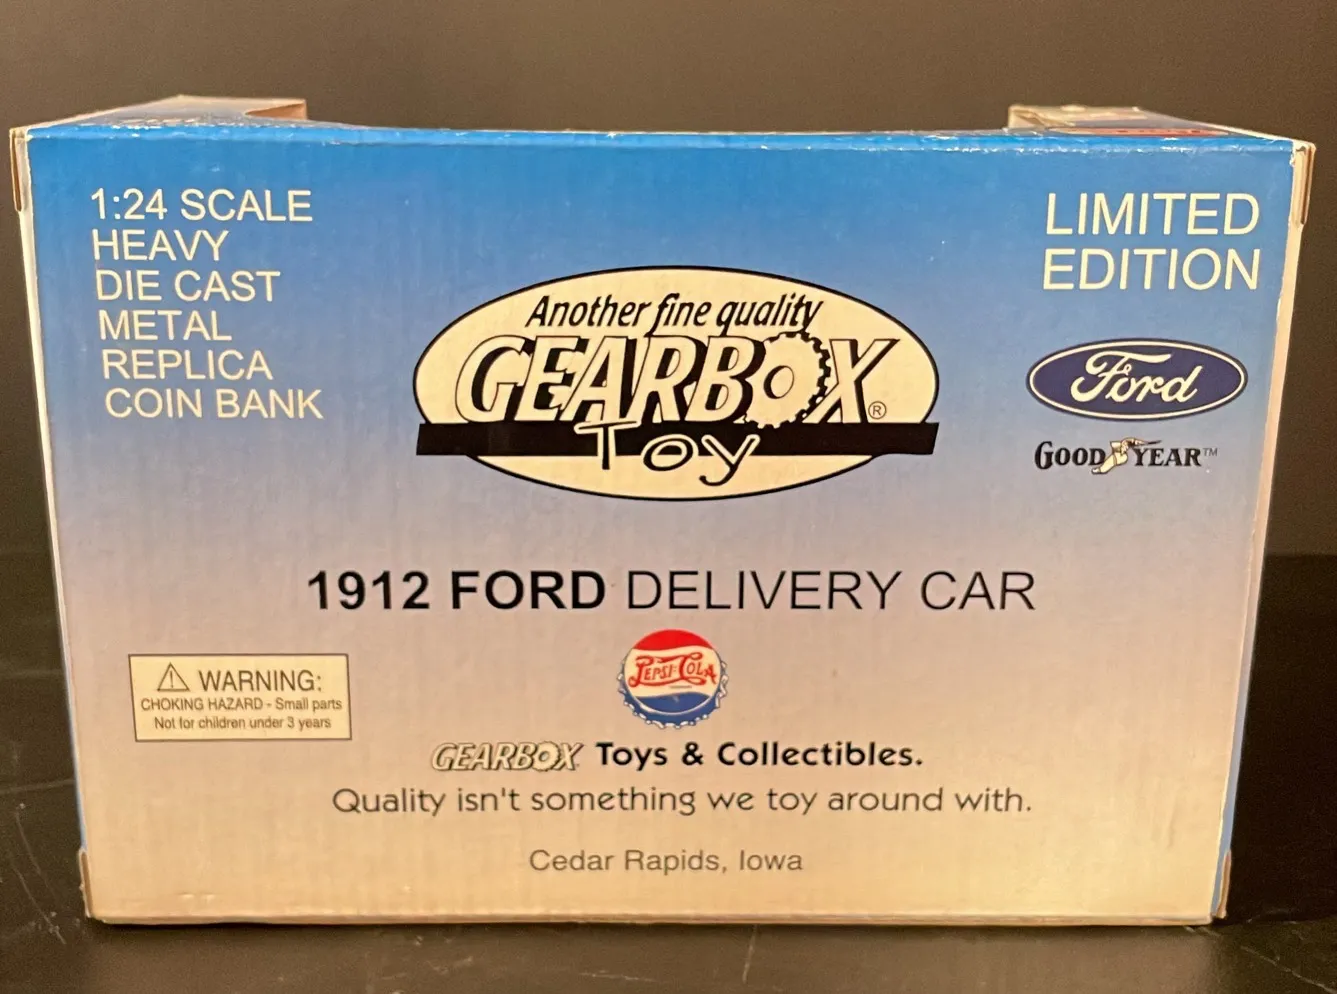 1:24 SCALE
HEAVY
DIE CAST
METAL
REPLICA
COIN BANK
LIMITED
EDITION
Another fine quality
GEARBOX®
Toy
Ford
GOOD YEAR™
1912 FORD DELIVERY CAR
PEPSI-COLA
WARNING:
CHOKING HAZARD - Small parts
Not for children under 3 years
GEARBOX Toys & Collectibles.
Quality isn't something we toy around with.
Cedar Rapids, Iowa